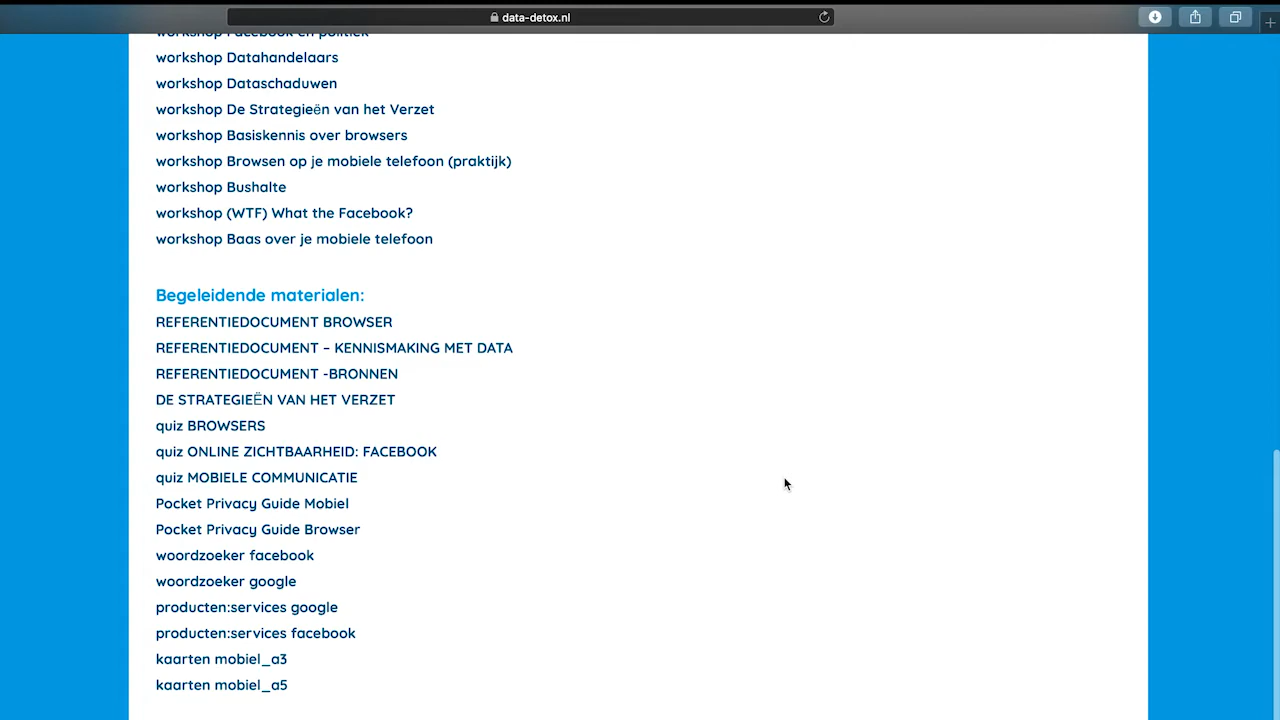 data-detox.nl
workshop Facebook en politiek
workshop Datahandelaars
workshop Dataschaduwen
workshop De Strategieën van het Verzet
workshop Basiskennis over browsers
workshop Browsen op je mobiele telefoon (praktijk)
workshop Bushalte
workshop (WTF) What the Facebook?
workshop Baas over je mobiele telefoon
Begeleidende materialen:
REFERENTIEDOCUMENT BROWSER
REFERENTIEDOCUMENT – KENNISMAKING MET DATA
REFERENTIEDOCUMENT -BRONNEN
DE STRATEGIEËN VAN HET VERZET
quiz BROWSERS
quiz ONLINE ZICHTBAARHEID: FACEBOOK
quiz MOBIELE COMMUNICATIE
Pocket Privacy Guide Mobiel
Pocket Privacy Guide Browser
woordzoeker facebook
woordzoeker google
producten:services google
producten:services facebook
kaarten mobiel_a3
kaarten mobiel_a5